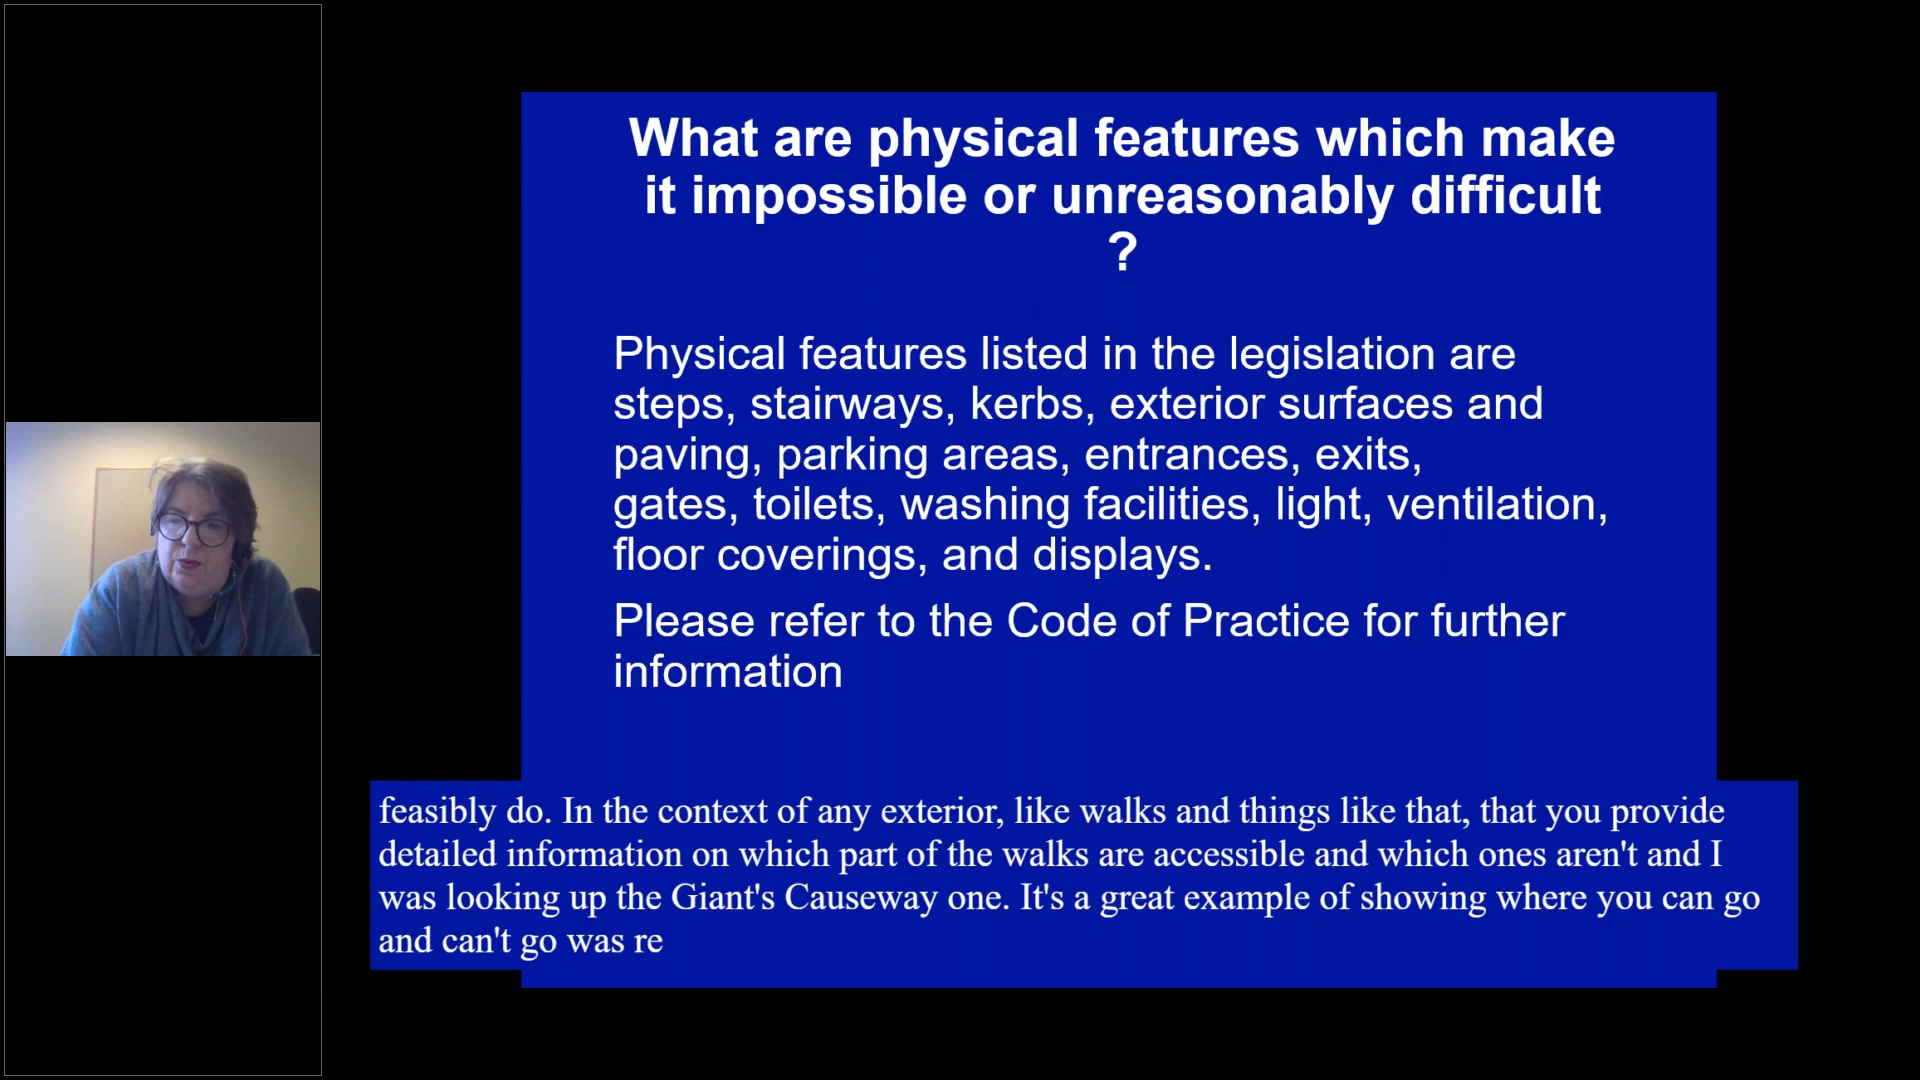 What are physical features which make
it impossible or unreasonably difficult
?
Physical features listed in the legislation are
steps, stairways, kerbs, exterior surfaces and
paving, parking areas, entrances, exits,
gates, toilets, washing facilities, light, ventilation,
floor coverings, and displays.
Please refer to the Code of Practice for further
information
feasibly do. In the context of any exterior, like walks and things like that, that you provide
detailed information on which part of the walks are accessible and which ones aren't and I
was looking up the Giant's Causeway one. It's a great example of showing where you can go
and can't go was re